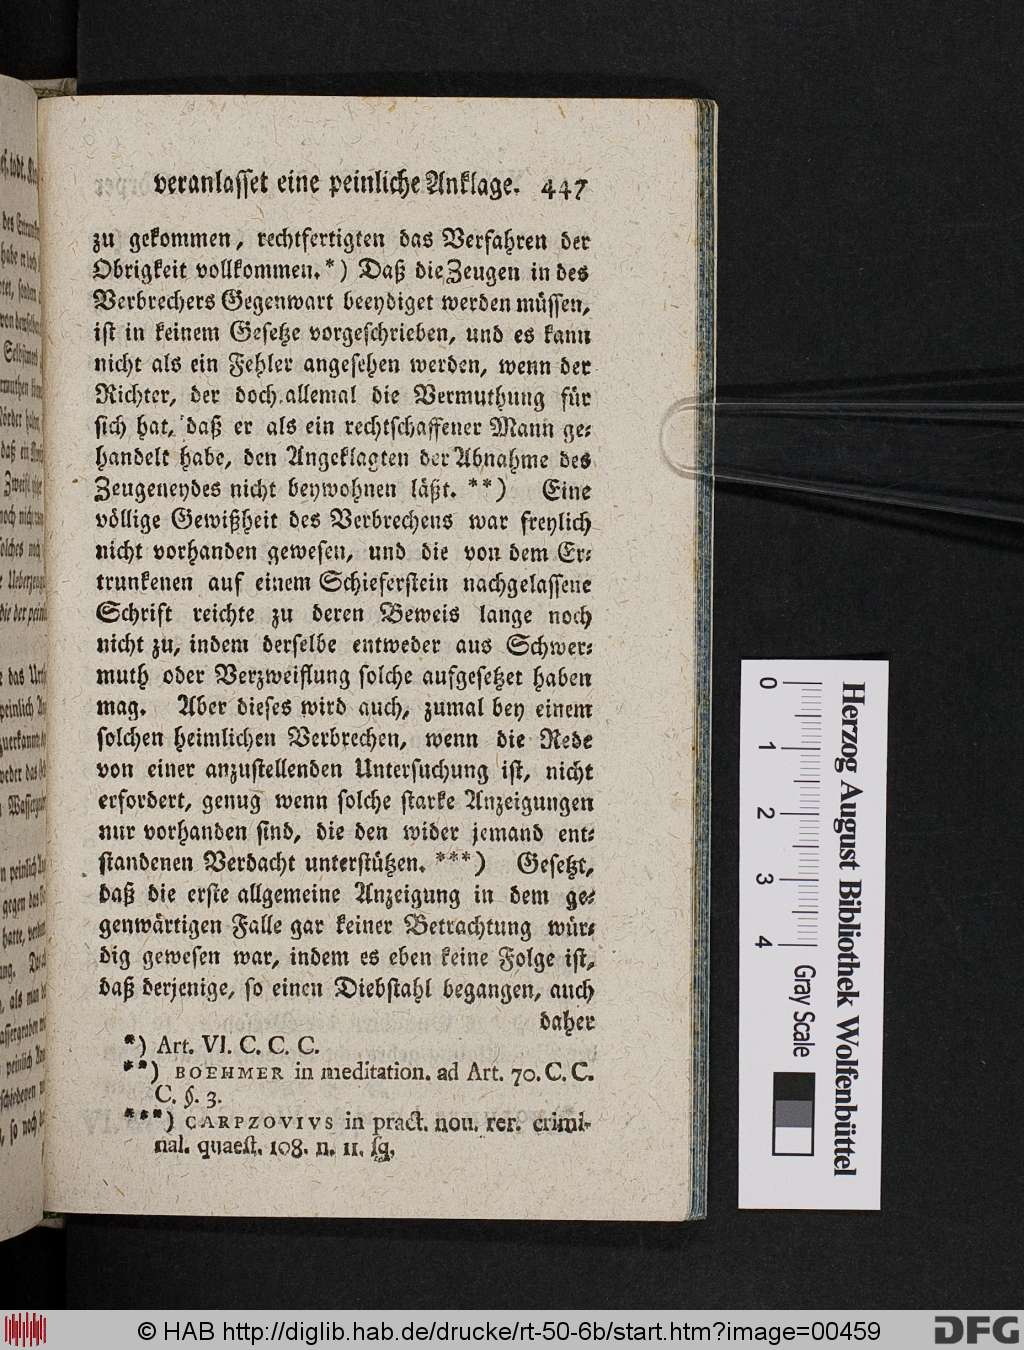 veranlasset eine peinliche Anklage. 447
zu gekommen, rechtfertigten das Verfahren der
Obrigkeit vollkommen.*) Daß die Zeugen in des
Verbrechers Gegenwart beeydiget werden müssen,
ist in keinem Gesetze vorgeschrieben, und es kann
nicht als ein Fehler angesehen werden, wenn der
Richter, der doch allemal die Vermuthung für
sich hat, daß er als ein rechtschaffener Mann ge-
handelt habe, den Angeklagten der Abnahme des
Zeugeneydes nicht beywohnen läßt. **) Eine
völlige Gewißheit des Verbrechens war freylich
nicht vorhanden gewesen, und die von dem Er-
trunkenen auf einem Schieferstein nachgelassene
Schrift reichte zu deren Beweis lange noch
nicht zu, indem derselbe entweder aus Schwer-
muth oder Verzweiflung solche aufgesetzet haben
mag. Aber dieses wird auch, zumal bey einem
solchen heimlichen Verbrechen, wenn die Rede
von einer anzustellenden Untersuchung ist, nicht
erfordert, genug wenn solche starke Anzeigungen
nur vorhanden sind, die den wider jemand ent-
standenen Verdacht unterstützen. ***) Gesetzt,
daß die erste allgemeine Anzeigung in dem ge-
genwärtigen Falle gar keiner Betrachtung wür-
dig gewesen war, indem es eben keine Folge ist,
daß derjenige, so einen Diebstahl begangen, auch
daher
*) Art. VI. C. C. C.
**) BOEHMER in meditation. ad Art. 70. C. C.
C. §. 3.
***) CARPZOVIVS in pract. nou. rer. crimi-
nal. quaest. 108. n. 11. sq.
0
1
2
3
4
Gray Scale
Herzog August Bibliothek Wolfenbüttel
© HAB http://diglib.hab.de/drucke/rt-50-6b/start.htm?image=00459
DFG